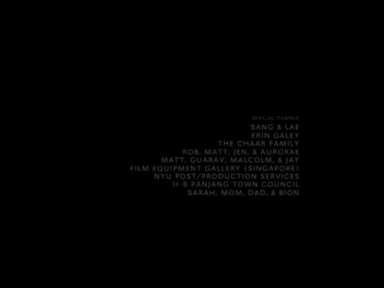 SPECIAL THANKS
SANG & LAE
ERIN GALEY
THE CHAAR FAMILY
ROB, MATT, JEN, & AURORAE
MATT, GUARAV, MALCOLM, & JAY
FILM EQUIPMENT GALLERY (SINGAPORE)
NYU POST/PRODUCTION SERVICES
H-B PANJANG TOWN COUNCIL
SARAH, MOM, DAD, & BION